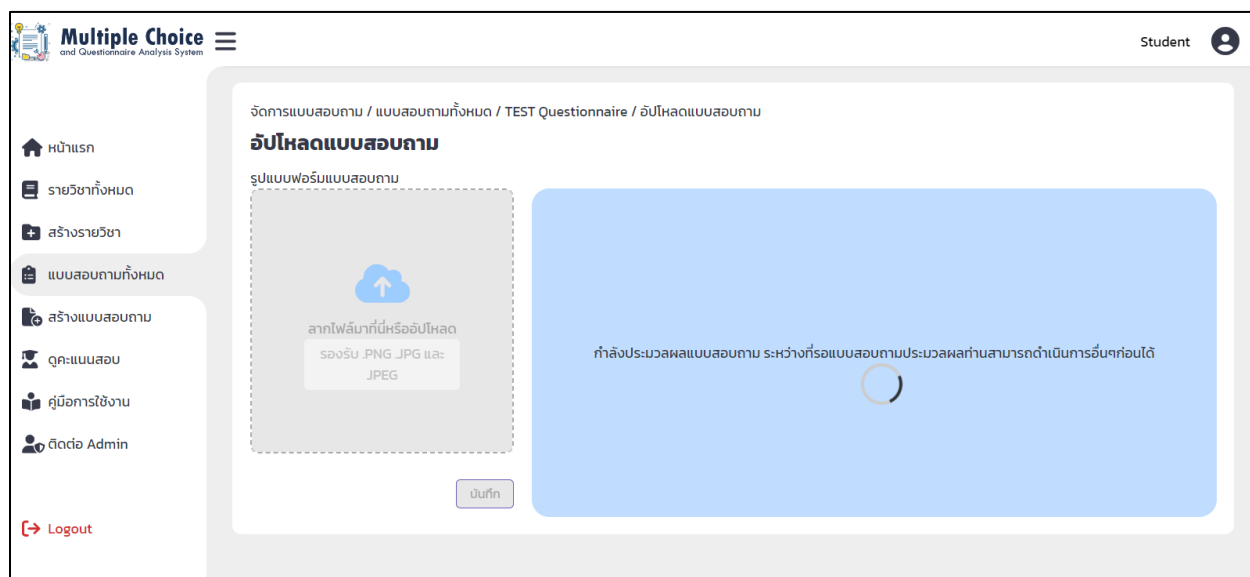 Multiple Choice
and Questionnaire Analysis System
Student
จัดการแบบสอบถาม / แบบสอบถามทั้งหมด / TEST Questionnaire / อัปโหลดแบบสอบถาม
อัปโหลดแบบสอบถาม
รูปแบบฟอร์มแบบสอบถาม
หน้าแรก
รายวิชาทั้งหมด
สร้างรายวิชา
แบบสอบถามทั้งหมด
สร้างแบบสอบถาม
ดูคะแนนสอบ
คู่มือการใช้งาน
ติดต่อ Admin
Logout
ลากไฟล์มาที่นี่หรืออัปโหลด
รองรับ .PNG .JPG และ
JPEG
กำลังประมวลผลแบบสอบถาม ระหว่างที่รอแบบสอบถามประมวลผลท่านสามารถดำเนินการอื่นๆก่อนได้
บันทึก